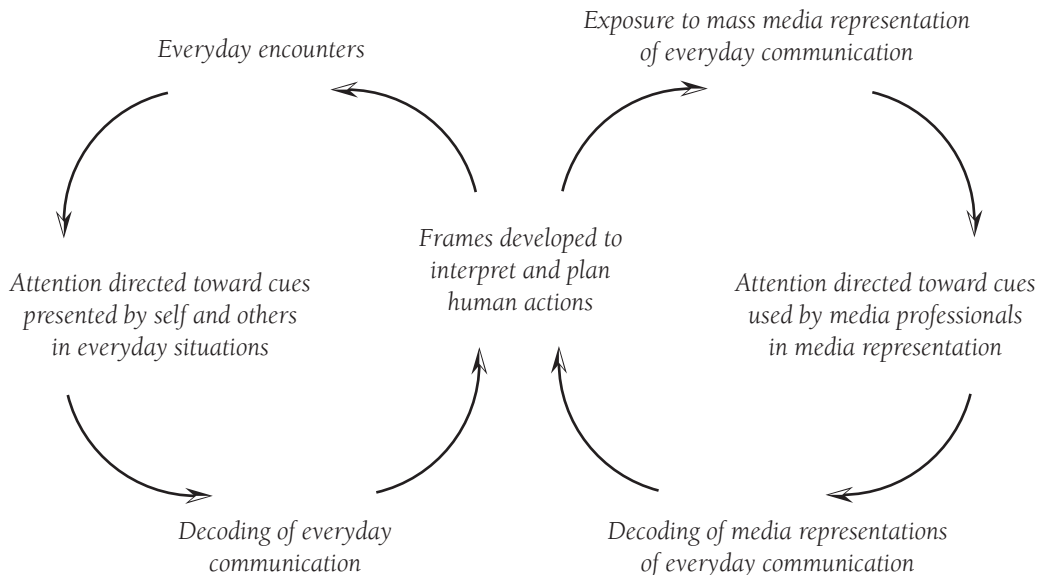 Everyday encounters
Exposure to mass media representation
of everyday communication
Frames developed to
interpret and plan
human actions
Attention directed toward cues
presented by self and others
in everyday situations
Attention directed toward cues
used by media professionals
in media representation
Decoding of everyday
communication
Decoding of media representations
of everyday communication